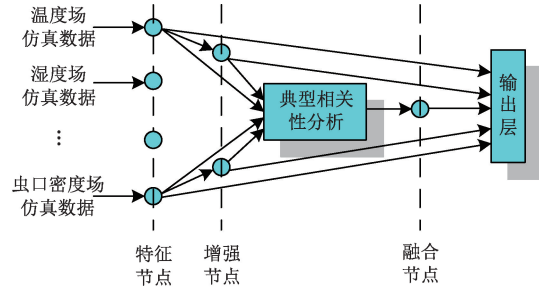 温度场
仿真数据
湿度场
仿真数据
...
虫口密度场
仿真数据
典型相关
性分析
输出层
特征
节点
增强
节点
融合
节点